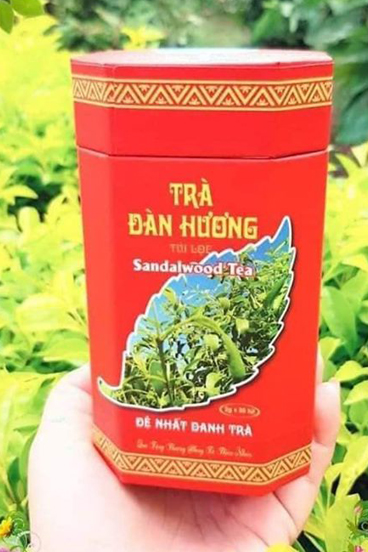 TRÀ
ĐÀN HƯƠNG
TÚI LỌC
Sandalwood Tea
ĐỆ NHẤT DANH TRÀ